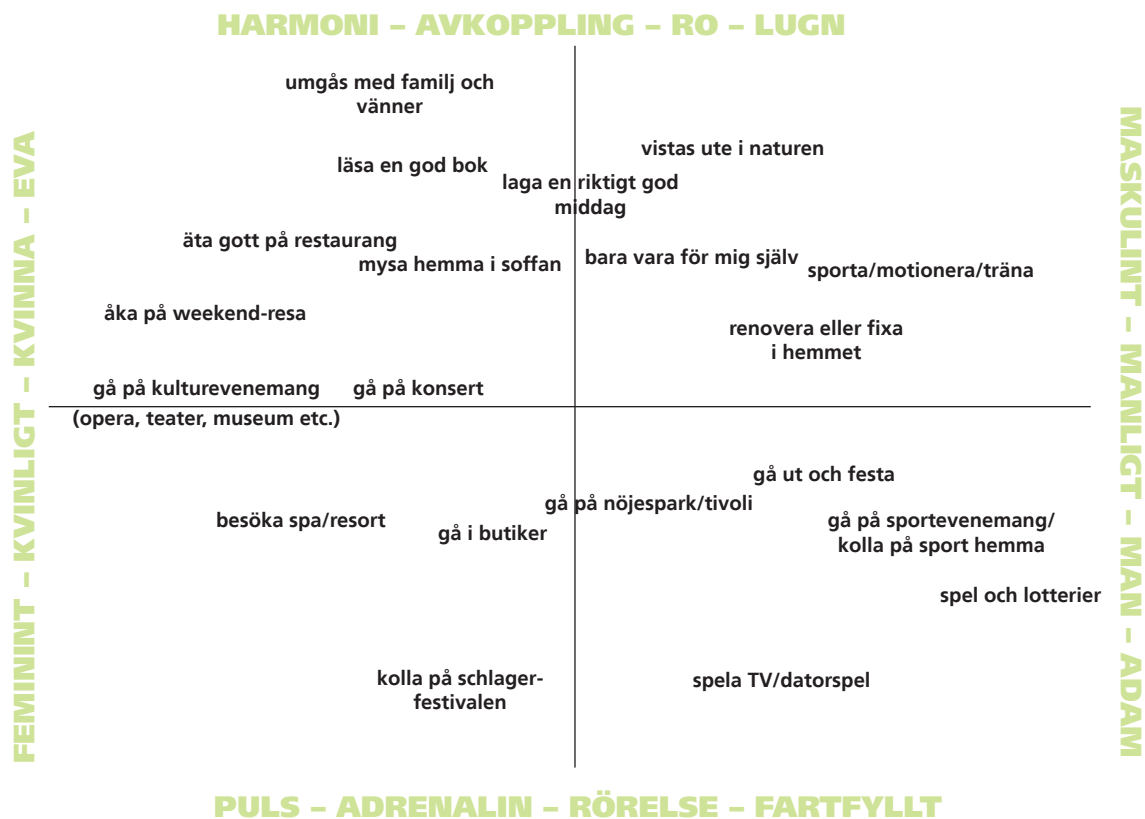 HARMONI – AVKOPPLING – RO – LUGN
umgås med familj och
vänner
vistas ute i naturen
läsa en god bok
laga en riktigt god
middag
äta gott på restaurang
mysa hemma i soffan
bara vara för mig själv
sporta/motionera/träna
åka på weekend-resa
renovera eller fixa
i hemmet
gå på kulturevenemang
(opera, teater, museum etc.)
gå på konsert
gå ut och festa
gå på nöjespark/tivoli
besöka spa/resort
gå i butiker
gå på sportevenemang/
kolla på sport hemma
spel och lotterier
kolla på schlager-
festivalen
spela TV/datorspel
FEMININT – KVINLIGT – KVINNA – EVA
MASKULINT – MANLIGT – MAN – ADAM
PULS – ADRENALIN – RÖRELSE – FARTFYLLT